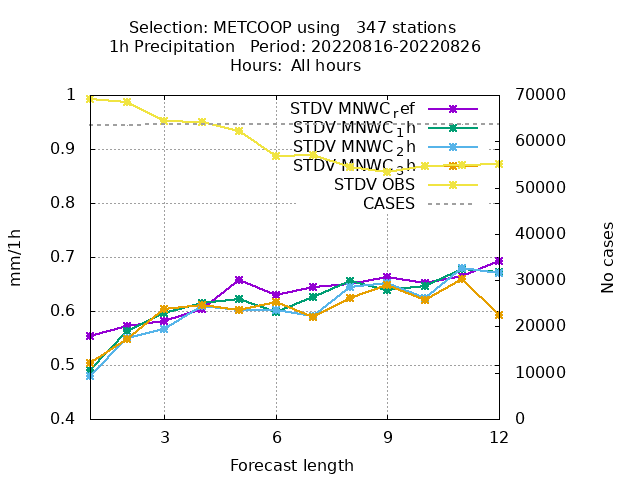 Selection: METCOOP using   347 stations
1h Precipitation   Period: 20220816-20220826
Hours:  All hours
1
0.9
0.8
0.7
0.6
0.5
0.4
mm/1h
70000
60000
50000
40000
30000
20000
10000
0
No cases
STDV MNWC_ref
STDV MNWC_1h
STDV MNWC_2h
STDV MNWC_3h
STDV OBS
CASES
3
6
9
12
Forecast length